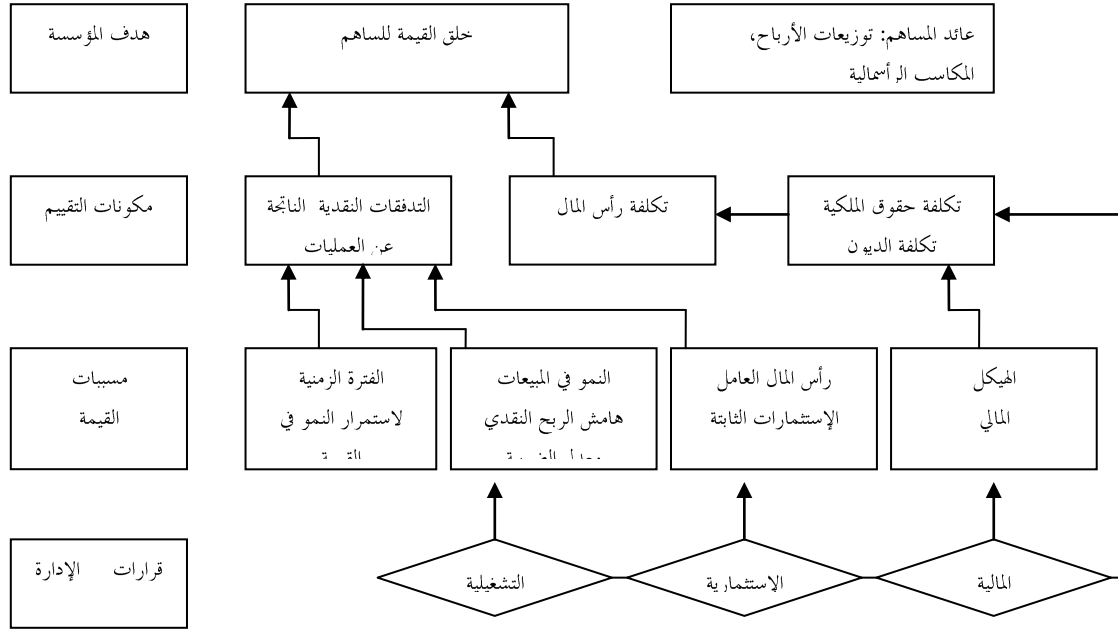 هدف المؤسسة
خلق القيمة للساهم
عائد المساهم: توزيعات الأرباح،
المكاسب الرأسمالية
مكونات التقييم
التدفقات النقدية الناتجة
عن العمليات
تكلفة رأس المال
تكلفة حقوق الملكية
تكلفة الديون
مسببات
القيمة
الفترة الزمنية
لاستمرار النمو في
النمو في المبيعات
هامش الربح النقدي
رأس المال العامل
الإستثمارات الثابتة
الهيكل
المالي
قرارات الإدارة
التشغيلية
الإستثمارية
المالية